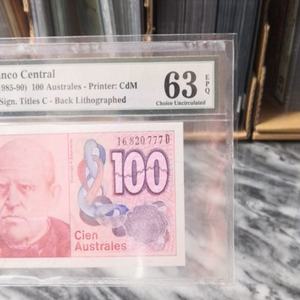 nco Central
985-90) 100 Australes - Printer: CdM
Sign. Titles C - Back Lithographed
63 EPQ
Choice Uncirculated
16.820.777 D
100
Cien
Australes